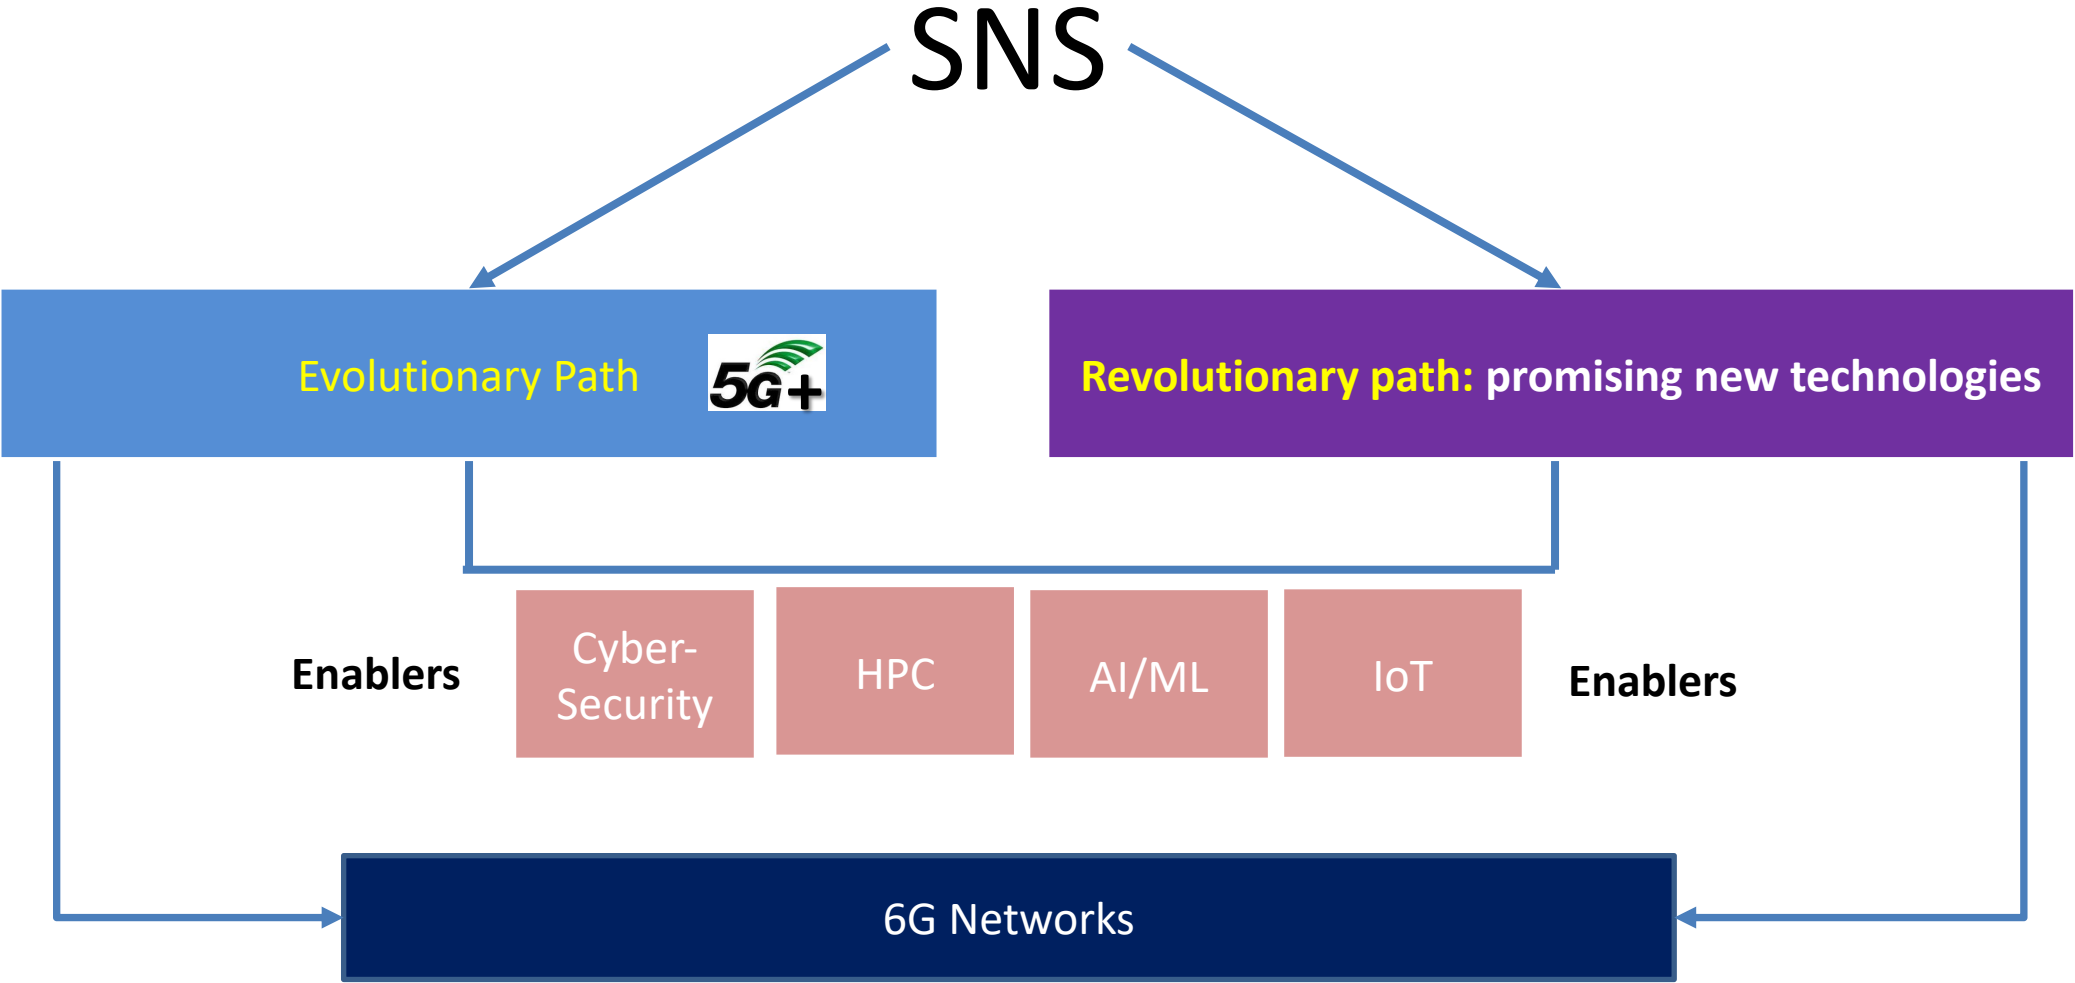 SNS
Evolutionary Path
5G+
Revolutionary path: promising new technologies
Enablers
Cyber-
Security
HPC
AI/ML
IoT
Enablers
6G Networks